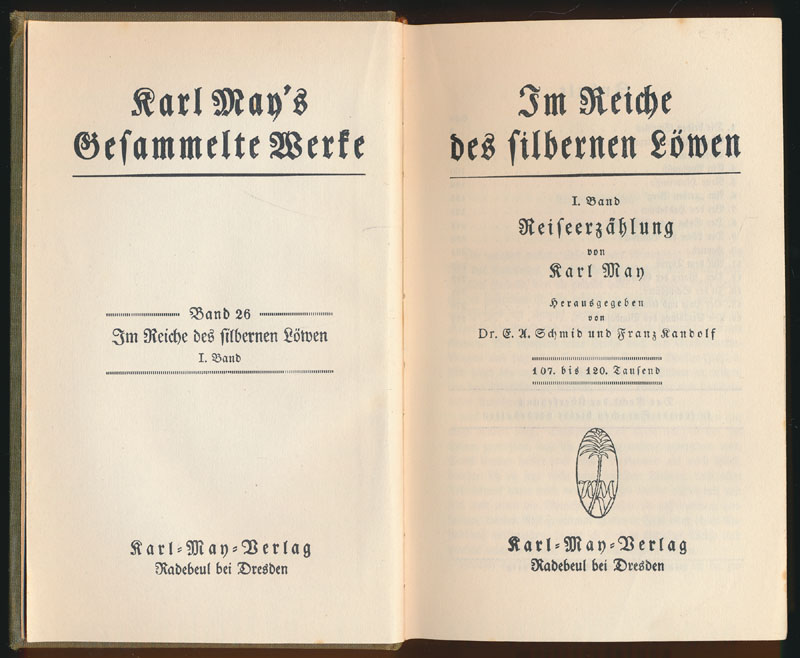 Karl May's
Gesammelte Werke
Band 26
Im Reiche des silbernen Löwen
I. Band
Karl-May-Verlag
Radebeul bei Dresden
Im Reiche
des silbernen Löwen
I. Band
Reiseerzählung
von
Karl May
Herausgegeben
von
Dr. E. A. Schmid und Franz Kandolf
107. bis 120. Tausend
Karl-May-Verlag
Radebeul bei Dresden